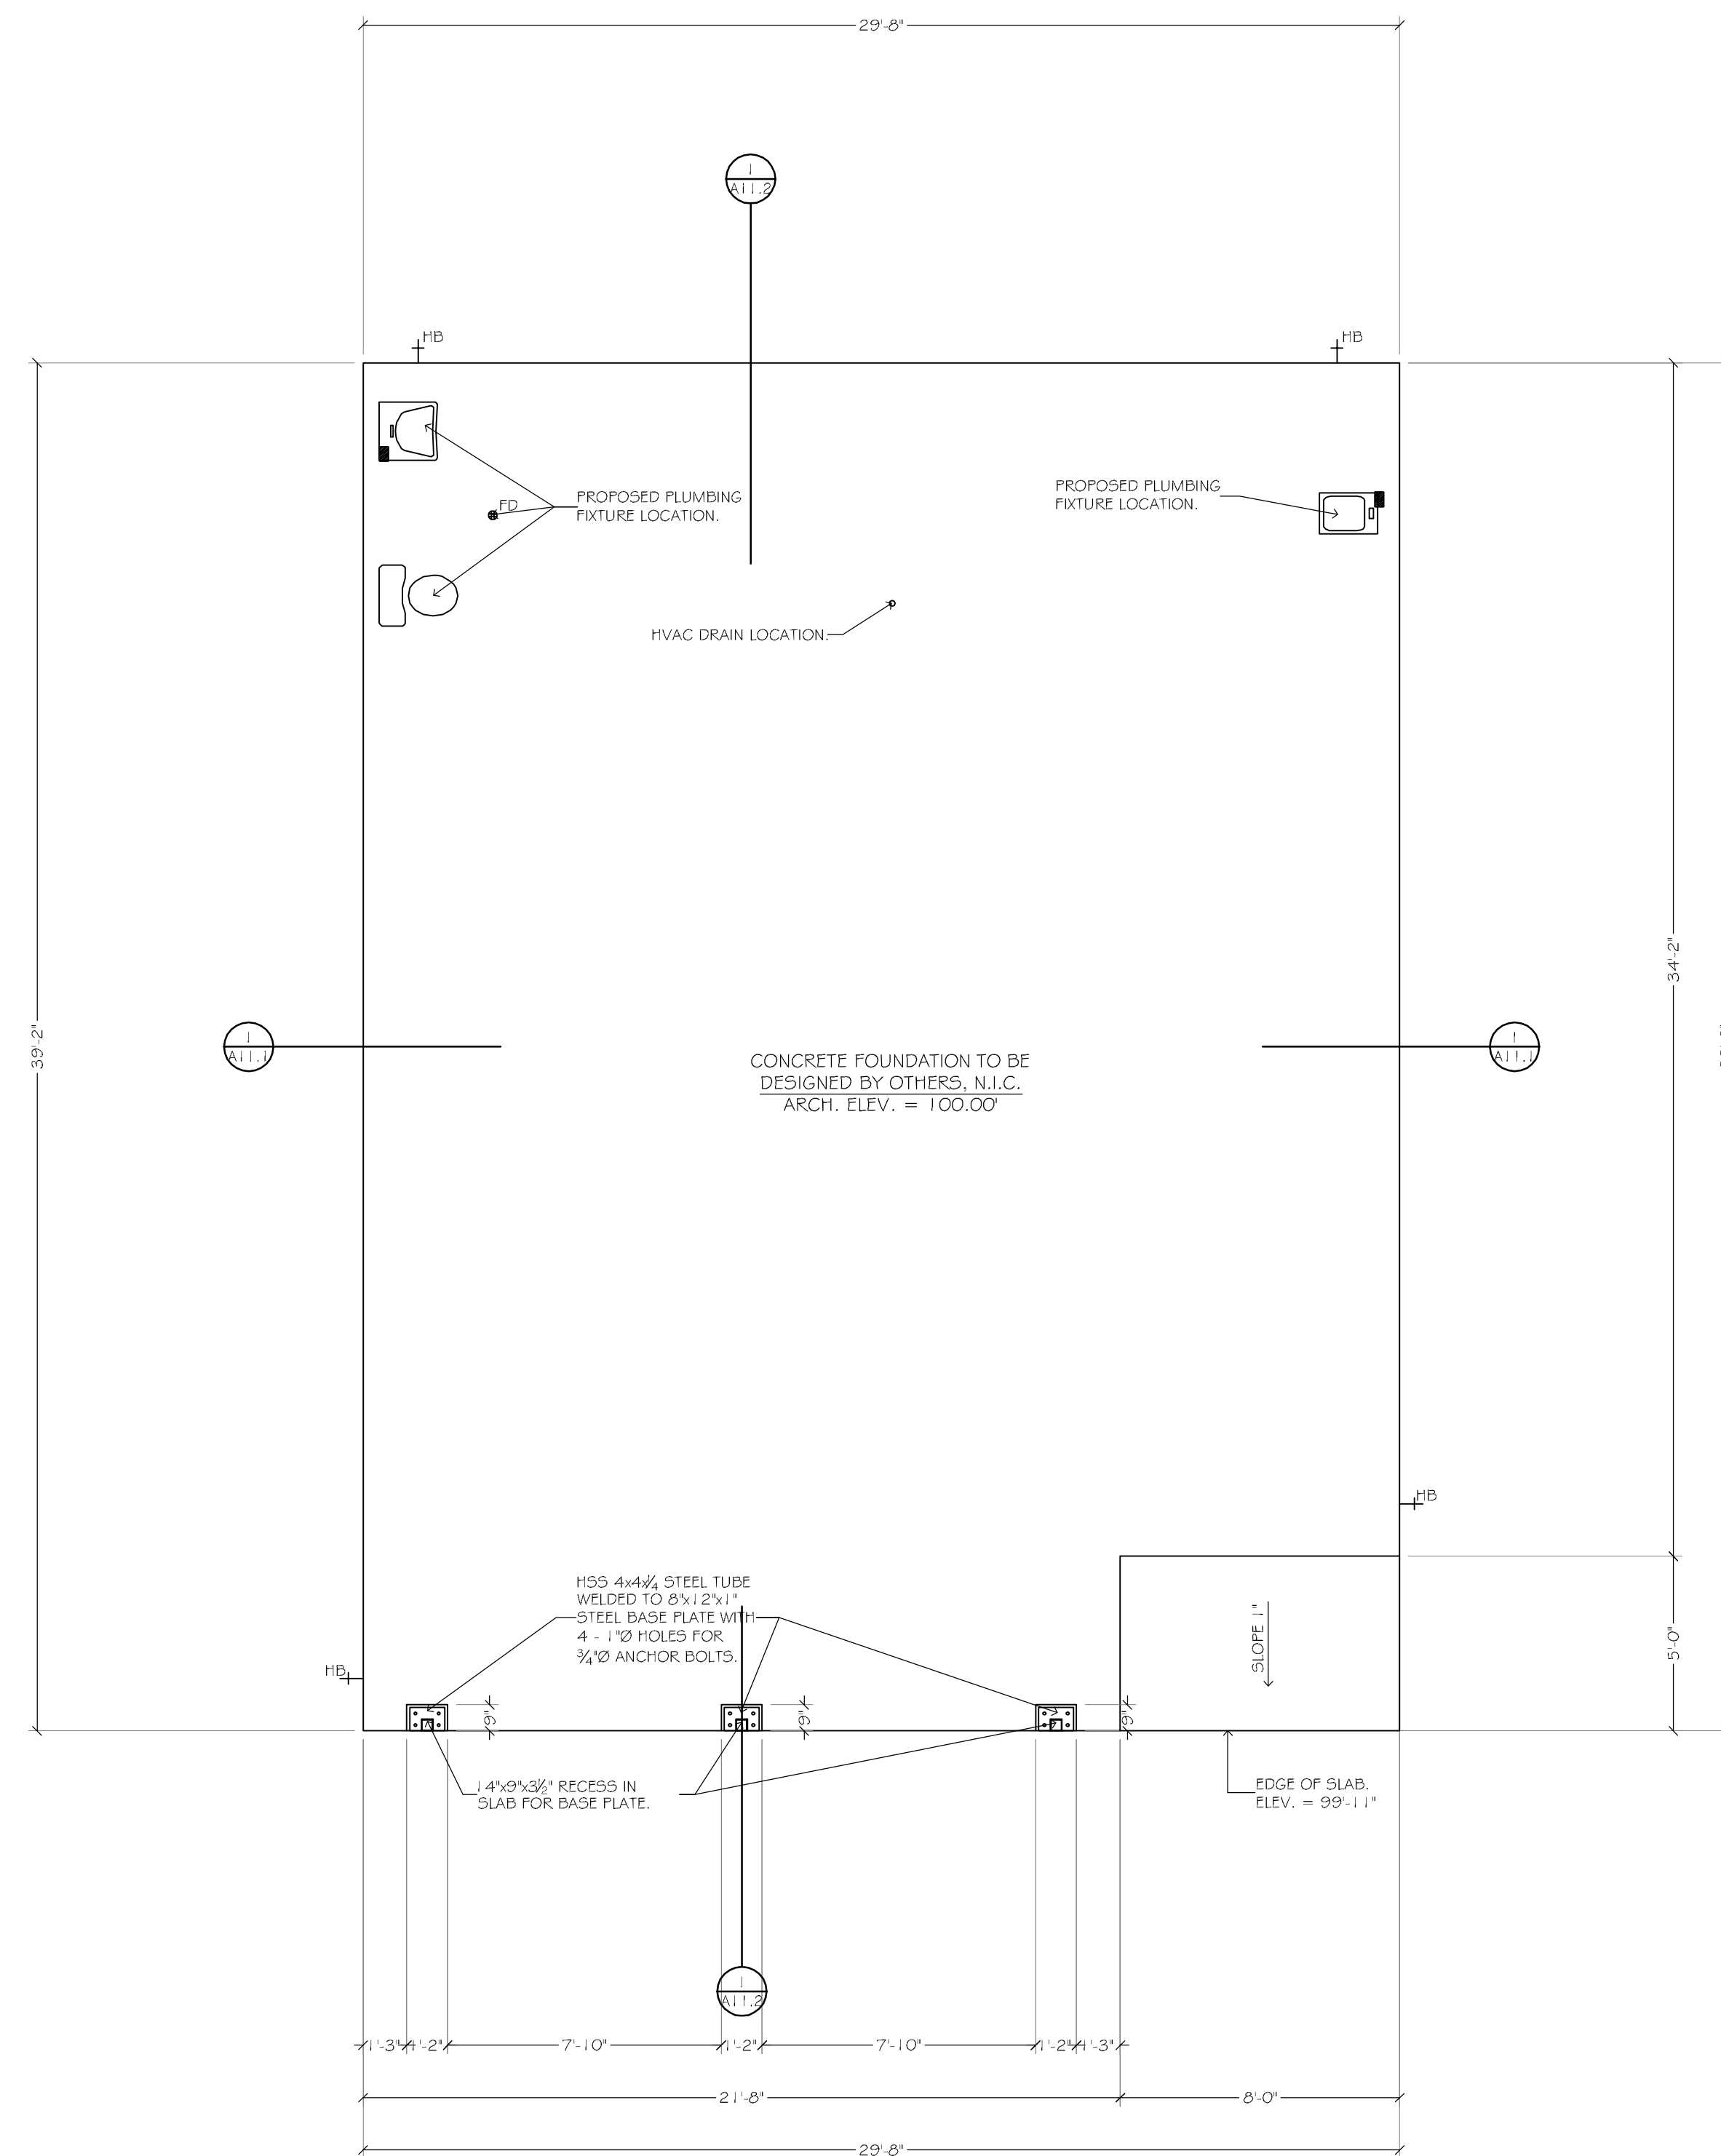 29'-8"
1
A11.2
HB
HB
PROPOSED PLUMBING
FIXTURE LOCATION.
FD
PROPOSED PLUMBING
FIXTURE LOCATION.
HVAC DRAIN LOCATION.
39'-2"
34'-2"
1
A11.1
1
A11.1
CONCRETE FOUNDATION TO BE
DESIGNED BY OTHERS, N.I.C.
ARCH. ELEV. = 100.00'
HB
HSS 4x4x1/4 STEEL TUBE
WELDED TO 8"x12"x1"
STEEL BASE PLATE WITH
4 - 1"Ø HOLES FOR
3/4"Ø ANCHOR BOLTS.
SLOPE 1"
5'-0"
HB
9"
9"
9"
14"x9"x3½" RECESS IN
SLAB FOR BASE PLATE.
EDGE OF SLAB.
ELEV. = 99'-11"
1
A11.2
1'-3" 1'-2" 7'-10" 1'-2" 7'-10" 1'-2" 1'-3"
21'-8" 8'-0"
29'-8"